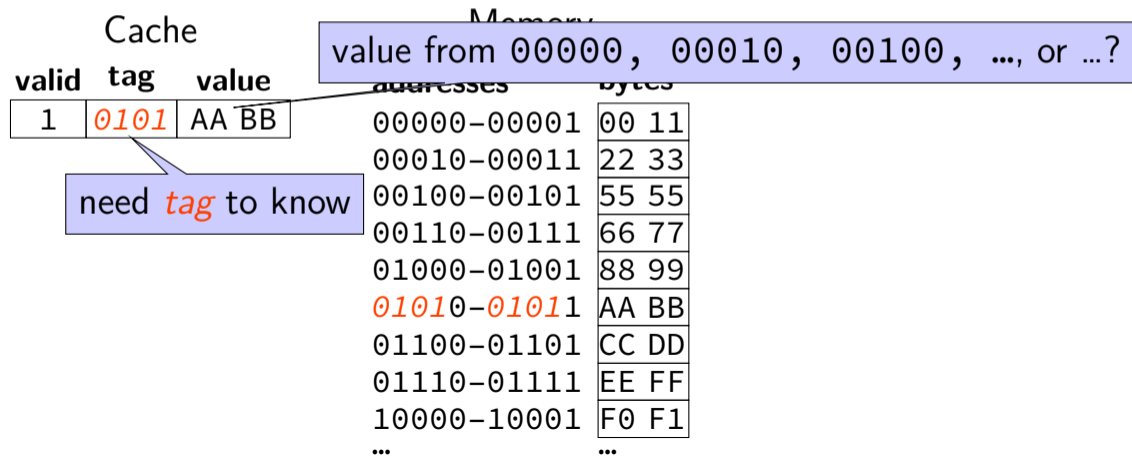 Cache
Memory
value from 00000, 00010, 00100, …, or …?
valid tag value
addresses bytes
1 0101 AA BB
need tag to know
00000–00001 00 11
00010–00011 22 33
00100–00101 55 55
00110–00111 66 77
01000–01001 88 99
01010–01011 AA BB
01100–01101 CC DD
01110–01111 EE FF
10000–10001 F0 F1
… …